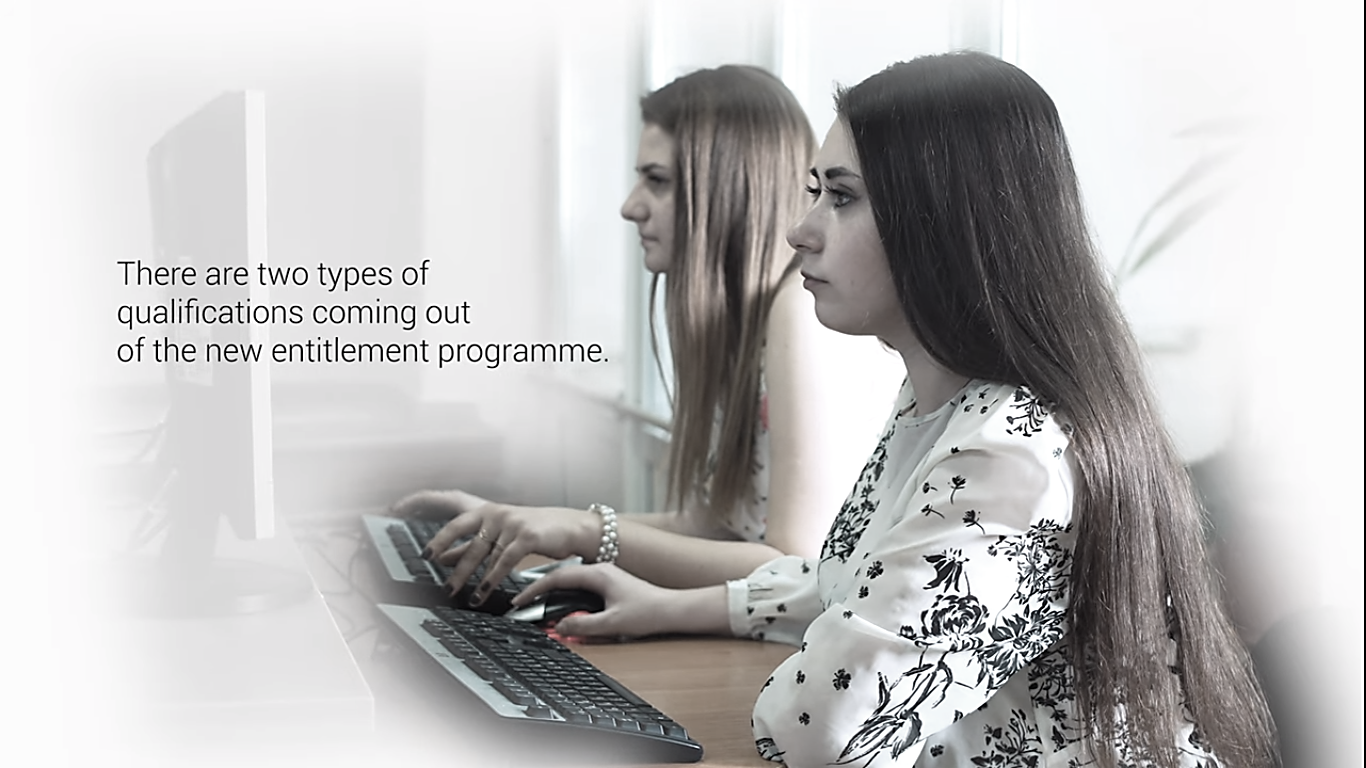 There are two types of
qualifications coming out
of the new entitlement programme.